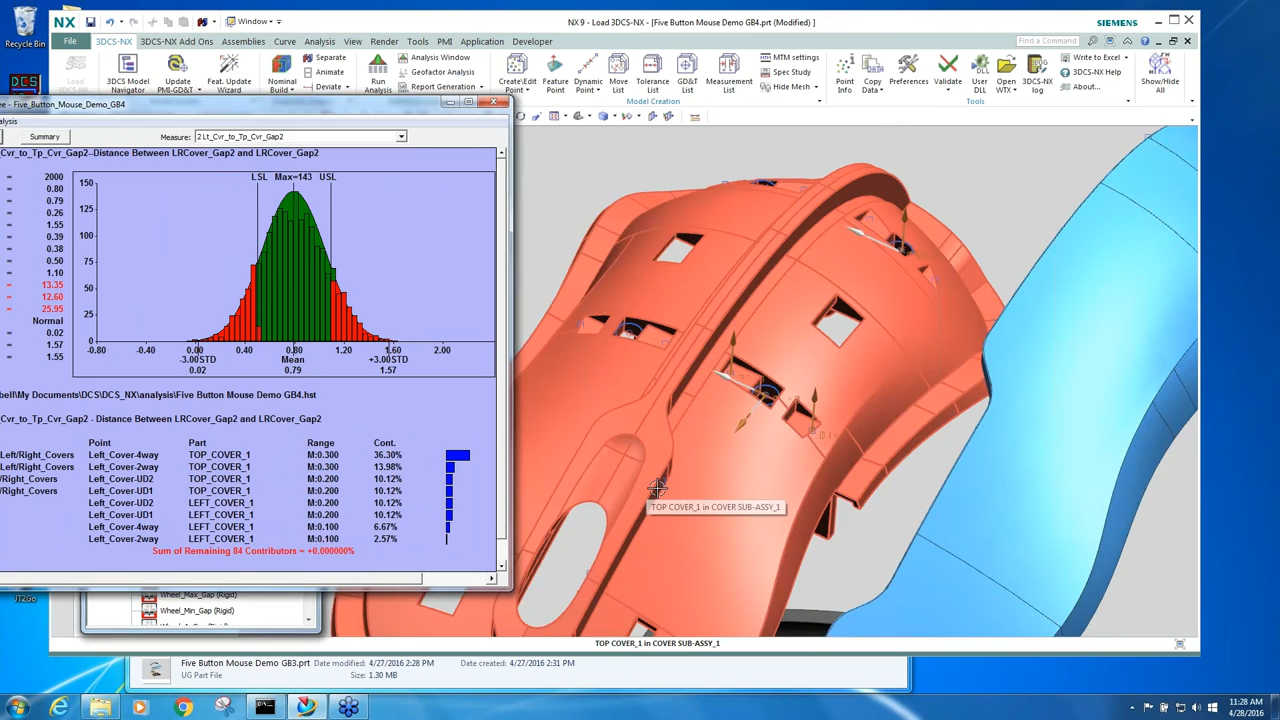 Recycle Bin
NX
Window
NX 9 - Load 3DCS-NX - [Five Button Mouse Demo GB4.prt (Modified) ]
SIEMENS
File
3DCS-NX
3DCS-NX Add Ons
Assemblies
Curve
Analysis
View
Render
Tools
PMI
Application
Developer
Find a Command
Load
3DCS Model
Navigator
Update
PMI-GD&T
Feat. Update
Wizard
Nominal
Build
Separate
Animate
Deviate
Run
Analysis
Analysis Window
Geofactor Analysis
Report Generation
Create\Edit
Point
Feature
Point
Dynamic
Point
Move
List
Tolerance
List
GD&T
List
Measurement
List
MTM settings
Spec Study
Hide Mesh
Model Creation
Point
Info
Copy
Data
Preferences
Validate
User
DLL
Open
WTX
3DCS-NX
log
Write to Excel
3DCS-NX Help
About...
Tools
Show/Hide
All
e - Five_Button_Mouse_Demo_GB4
alysis
Summary
Measure:
2 Lt_Cvr_to_Tp_Cvr_Gap2
Cvr_to_Tp_Cvr_Gap2--Distance Between LRCover_Gap2 and LRCover_Gap2
= 2000
= 0.80
= 0.79
= 0.26
= 1.55
= 0.39
= 0.38
= 0.50
= 1.10
= 13.35
= 12.60
= 25.95
Normal
= 0.02
= 1.57
= 1.55
LSL Max=143 USL
150
125
100
75
50
25
0
-0.80 -0.40 0.00 0.40 0.80 1.20 1.60 2.00
-3.00STD Mean +3.00STD
0.02 0.79 1.57
bell\My Documents\DCS\DCS_NX\analysis\Five Button Mouse Demo GB4.hst
Cvr_to_Tp_Cvr_Gap2 - Distance Between LRCover_Gap2 and LRCover_Gap2
Point Part Range Cont.
Left/Right_Covers Left_Cover-4way TOP_COVER_1 M:0.300 36.30%
Left/Right_Covers Left_Cover-2way TOP_COVER_1 M:0.300 13.98%
/Right_Covers Left_Cover-UD2 TOP_COVER_1 M:0.200 10.12%
/Right_Covers Left_Cover-UD1 TOP_COVER_1 M:0.200 10.12%
Left_Cover-UD2 LEFT_COVER_1 M:0.200 10.12%
Left_Cover-UD1 LEFT_COVER_1 M:0.200 10.12%
Left_Cover-4way LEFT_COVER_1 M:0.100 6.67%
Left_Cover-2way LEFT_COVER_1 M:0.100 2.57%
Sum of Remaining 84 Contributors = +0.000000%
TOP COVER_1 in COVER SUB-ASSY_1
JT2Go
Wheel_Max_Gap (Rigid)
Wheel_Min_Gap (Rigid)
TOP COVER_1 in COVER SUB-ASSY_1
Five Button Mouse Demo GB3.prt Date modified: 4/27/2016 2:28 PM Date created: 4/27/2016 2:31 PM
UG Part File Size: 1.30 MB
11:28 AM
4/28/2016